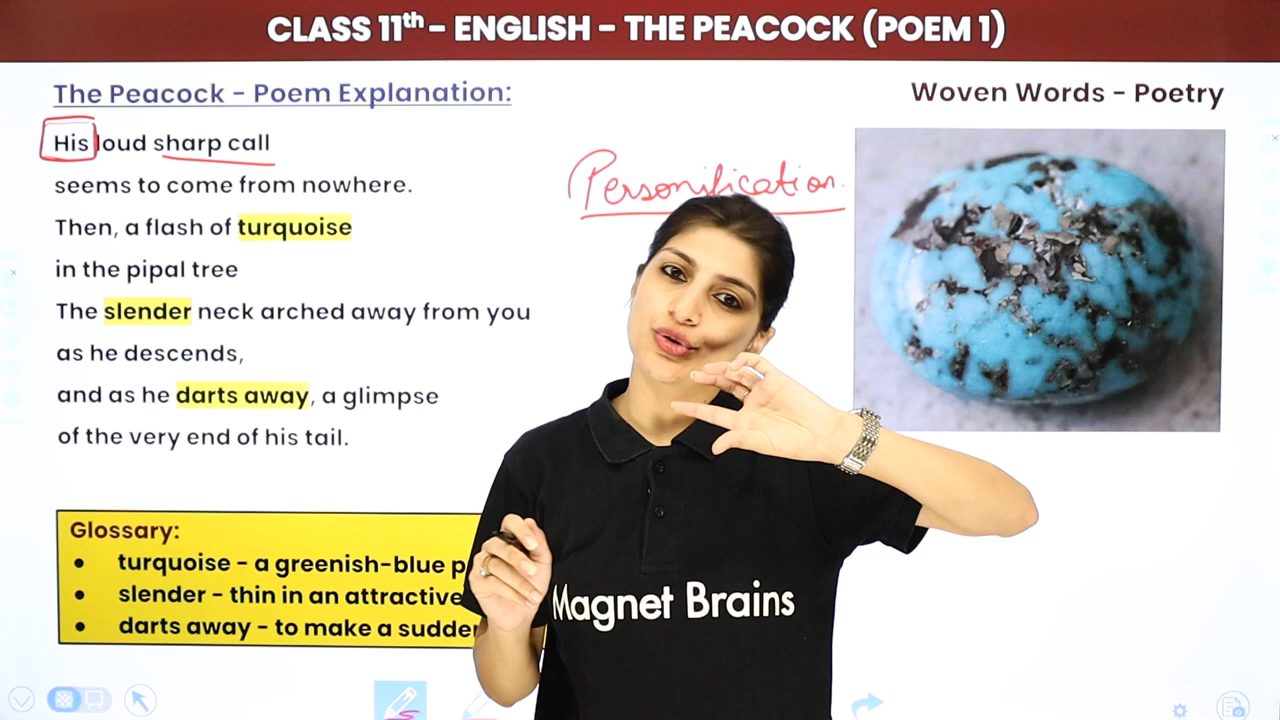 CLASS 11th - ENGLISH - THE PEACOCK (POEM 1)
The Peacock - Poem Explanation:
Woven Words - Poetry
His loud sharp call
seems to come from nowhere.
Then, a flash of turquoise
in the pipal tree
The slender neck arched away from you
as he descends,
and as he darts away, a glimpse
of the very end of his tail.
Personification.
Glossary:
• turquoise - a greenish-blue
• slender - thin in an attractive
• darts away - to make a
Magnet Brains